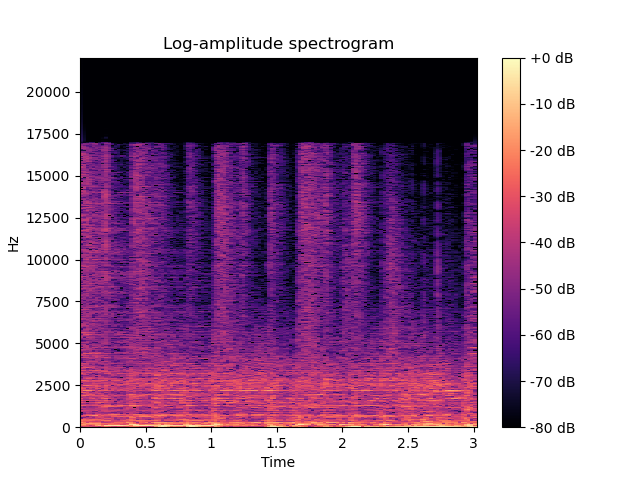 Log-amplitude spectrogram
Hz
20000
17500
15000
12500
10000
7500
5000
2500
0
0 0.5 1 1.5 2 2.5 3
Time
+0 dB
-10 dB
-20 dB
-30 dB
-40 dB
-50 dB
-60 dB
-70 dB
-80 dB